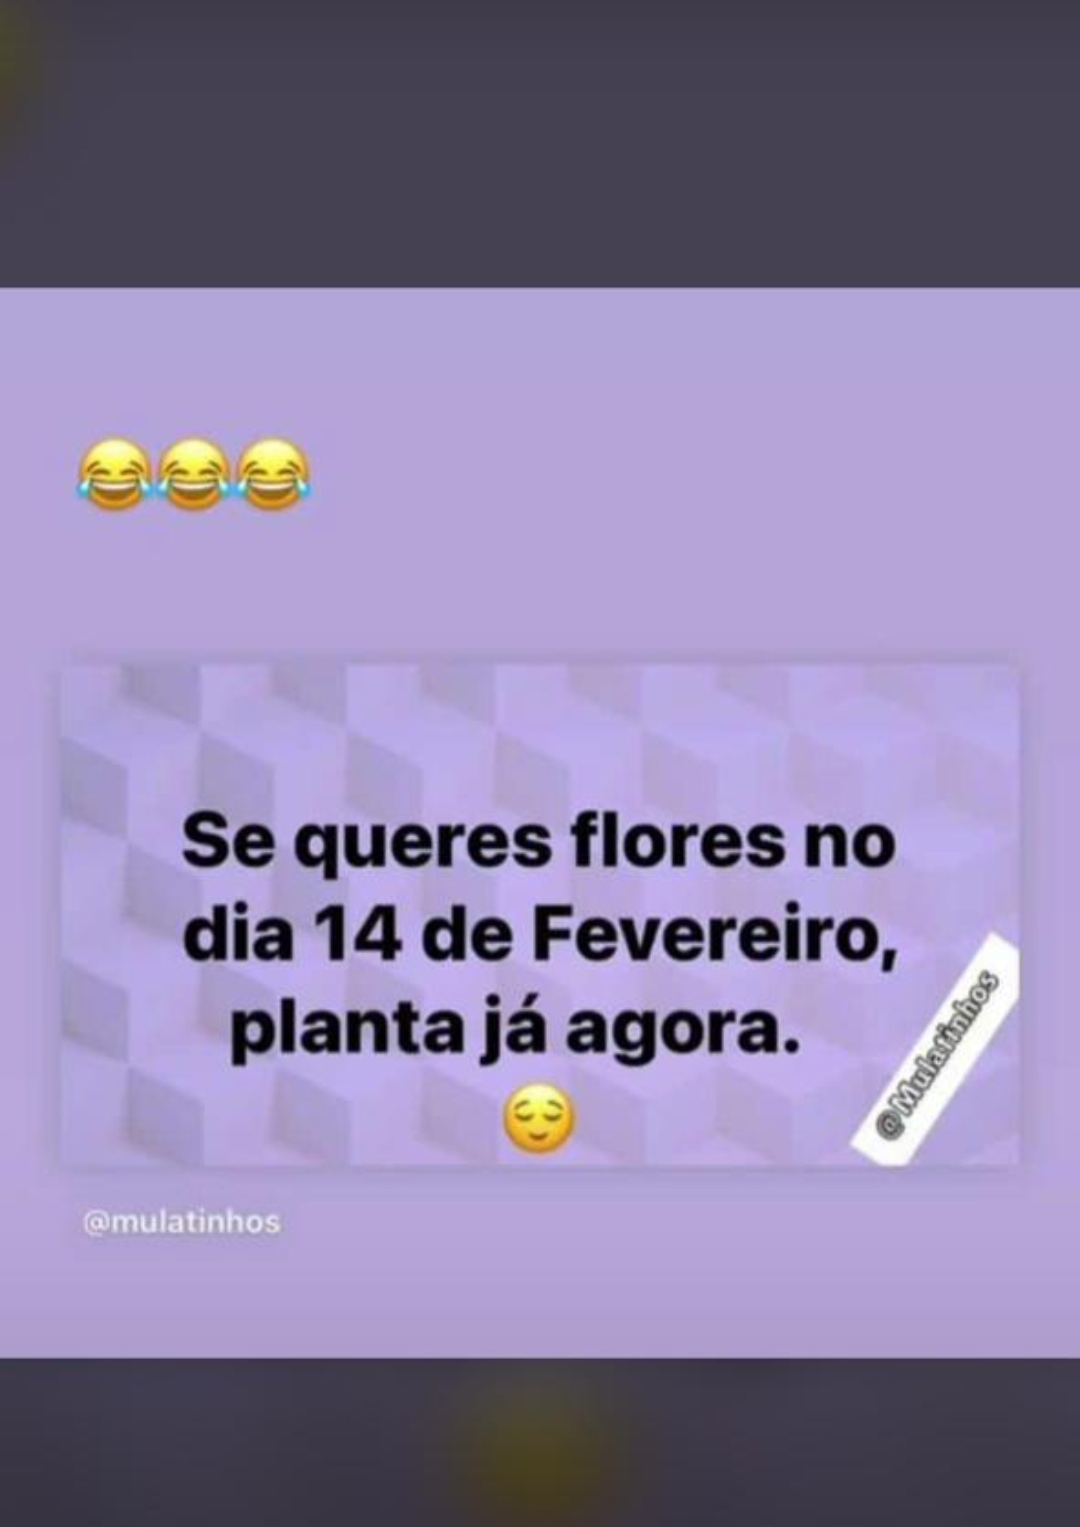 😂😂😂
Se queres flores no
dia 14 de Fevereiro,
planta já agora.
😌
@Mulatinhos
@mulatinhos